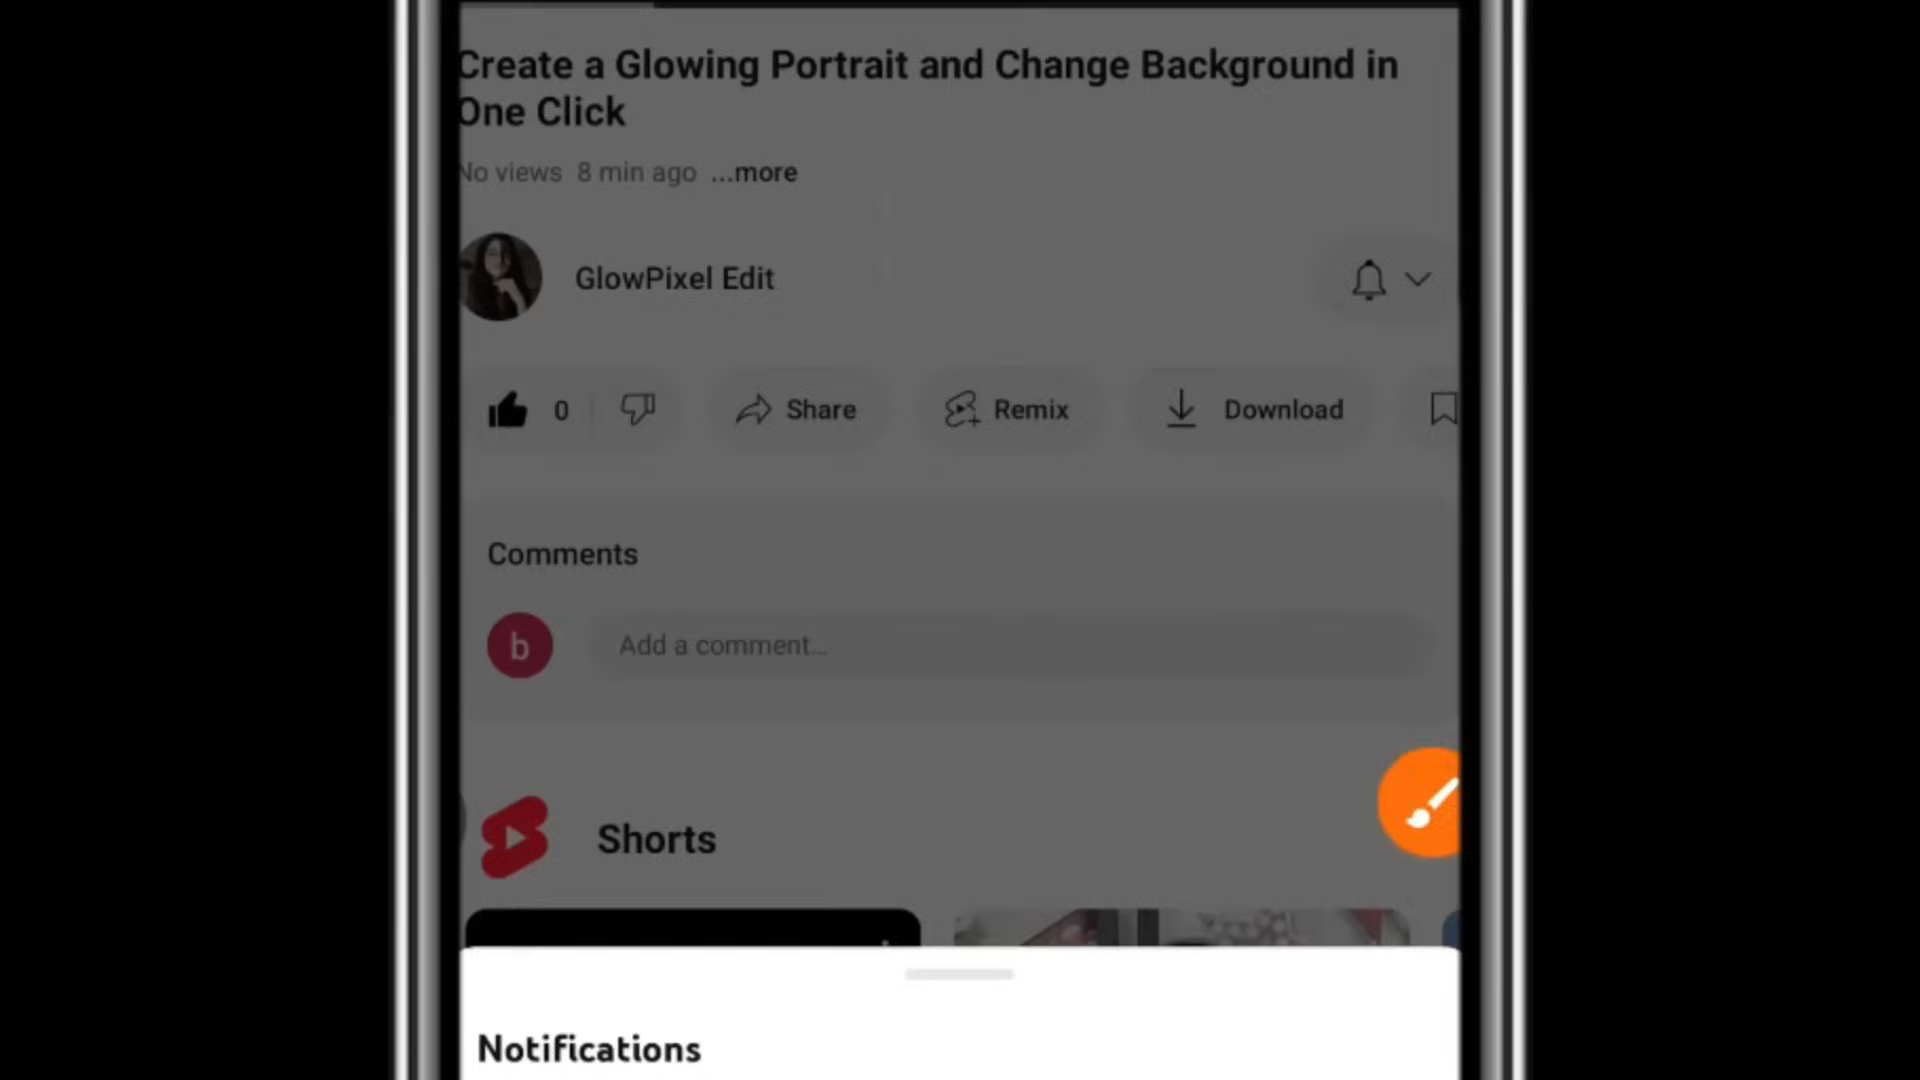 Create a Glowing Portrait and Change Background in
One Click
No views 8 min ago ...more
GlowPixel Edit
0 Share Remix Download
Comments
b Add a comment...
Shorts
Notifications